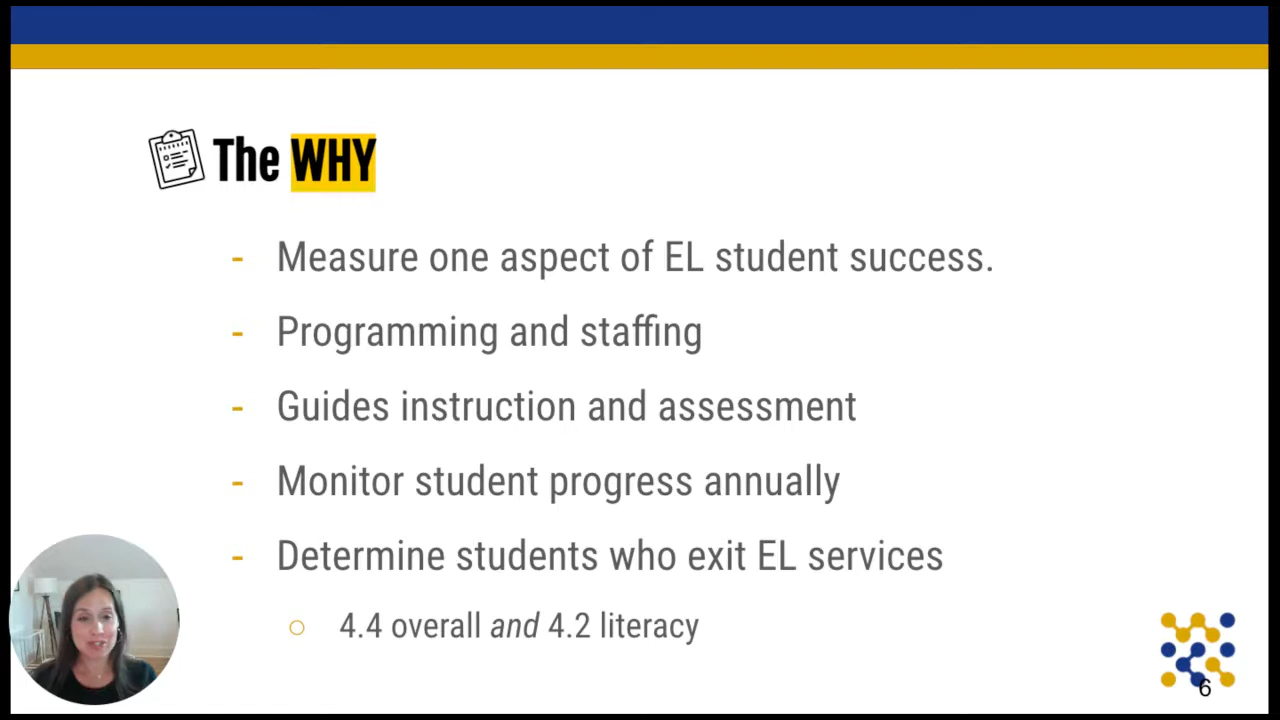 The WHY
- Measure one aspect of EL student success.
- Programming and staffing
- Guides instruction and assessment
- Monitor student progress annually
- Determine students who exit EL services
○ 4.4 overall and 4.2 literacy
6